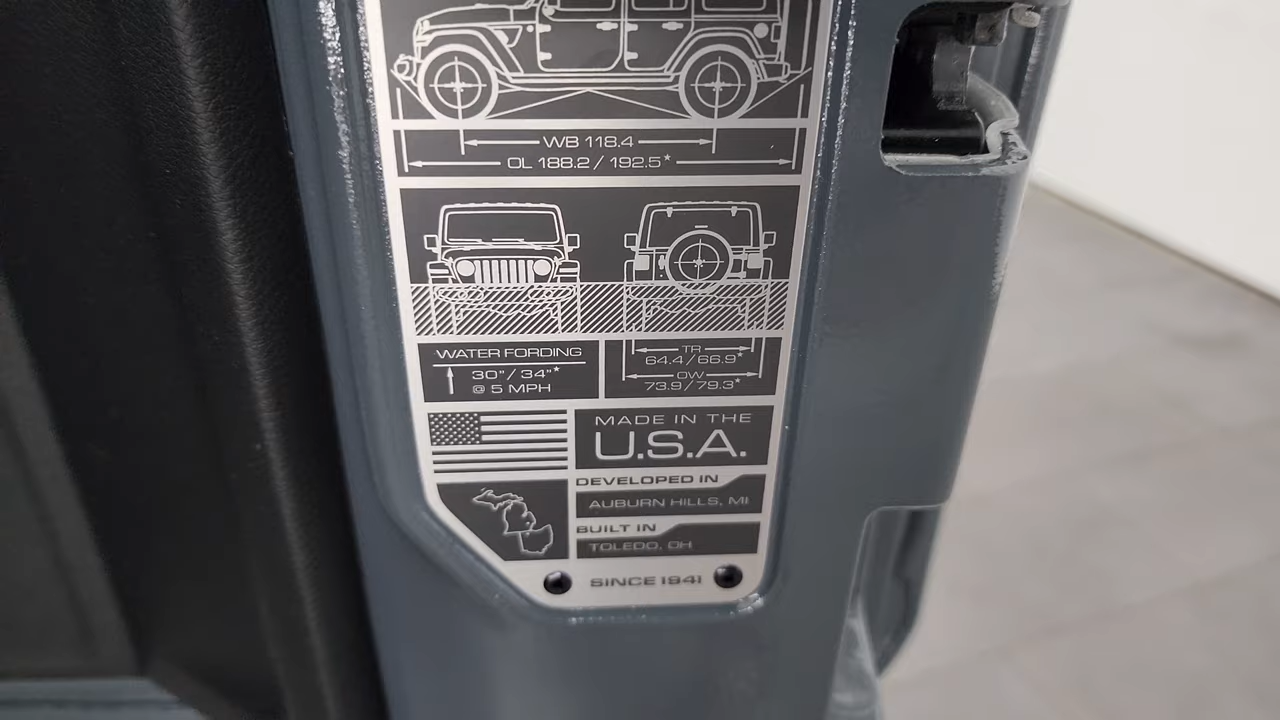 WB 118.4
OL 188.2 / 192.5*
WATER FORDING
30" / 34"*
@ 5 MPH
TR
64.4/66.9*
OW
73.9/79.3*
MADE IN THE
U.S.A.
DEVELOPED IN
AUBURN HILLS, MI
BUILT IN
TOLEDO, OH
SINCE 1941